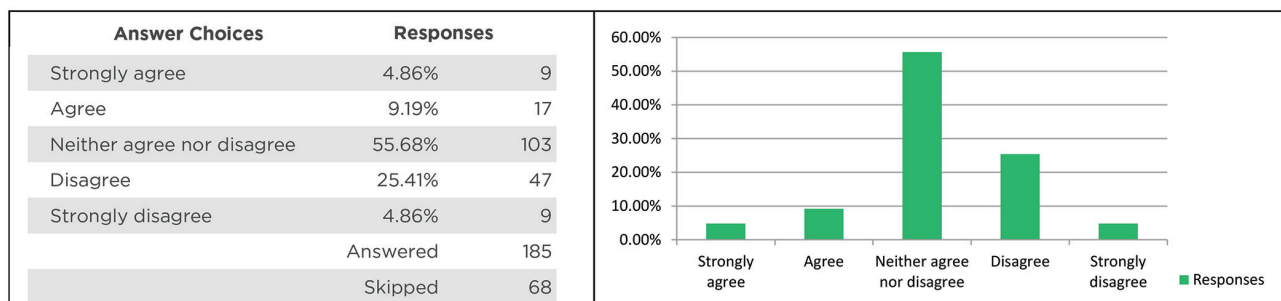 Answer Choices Responses
Strongly agree 4.86% 9
Agree 9.19% 17
Neither agree nor disagree 55.68% 103
Disagree 25.41% 47
Strongly disagree 4.86% 9
Answered 185
Skipped 68
60.00%
50.00%
40.00%
30.00%
20.00%
10.00%
0.00%
Strongly agree
Agree
Neither agree nor disagree
Disagree
Strongly disagree
Responses